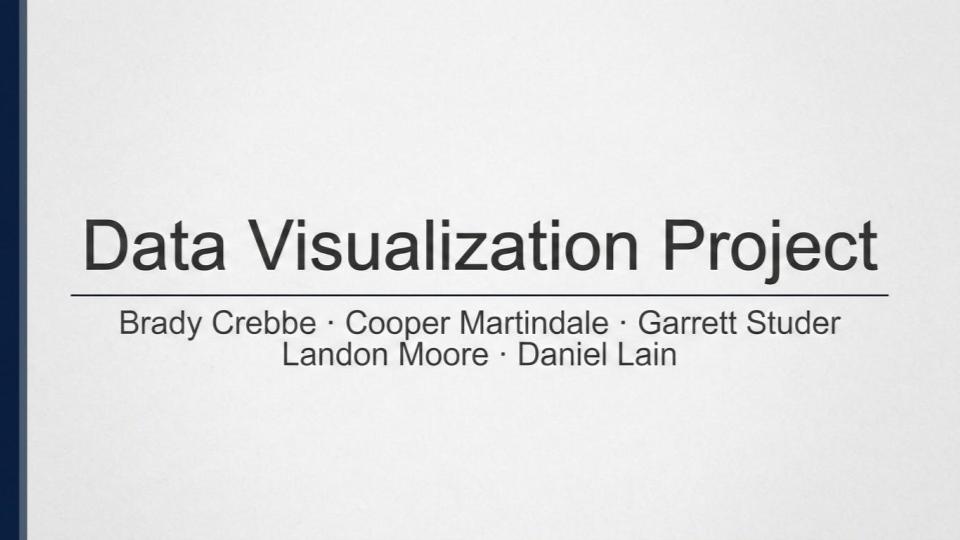 Data Visualization Project
Brady Crebbe · Cooper Martindale · Garrett Studer
Landon Moore · Daniel Lain